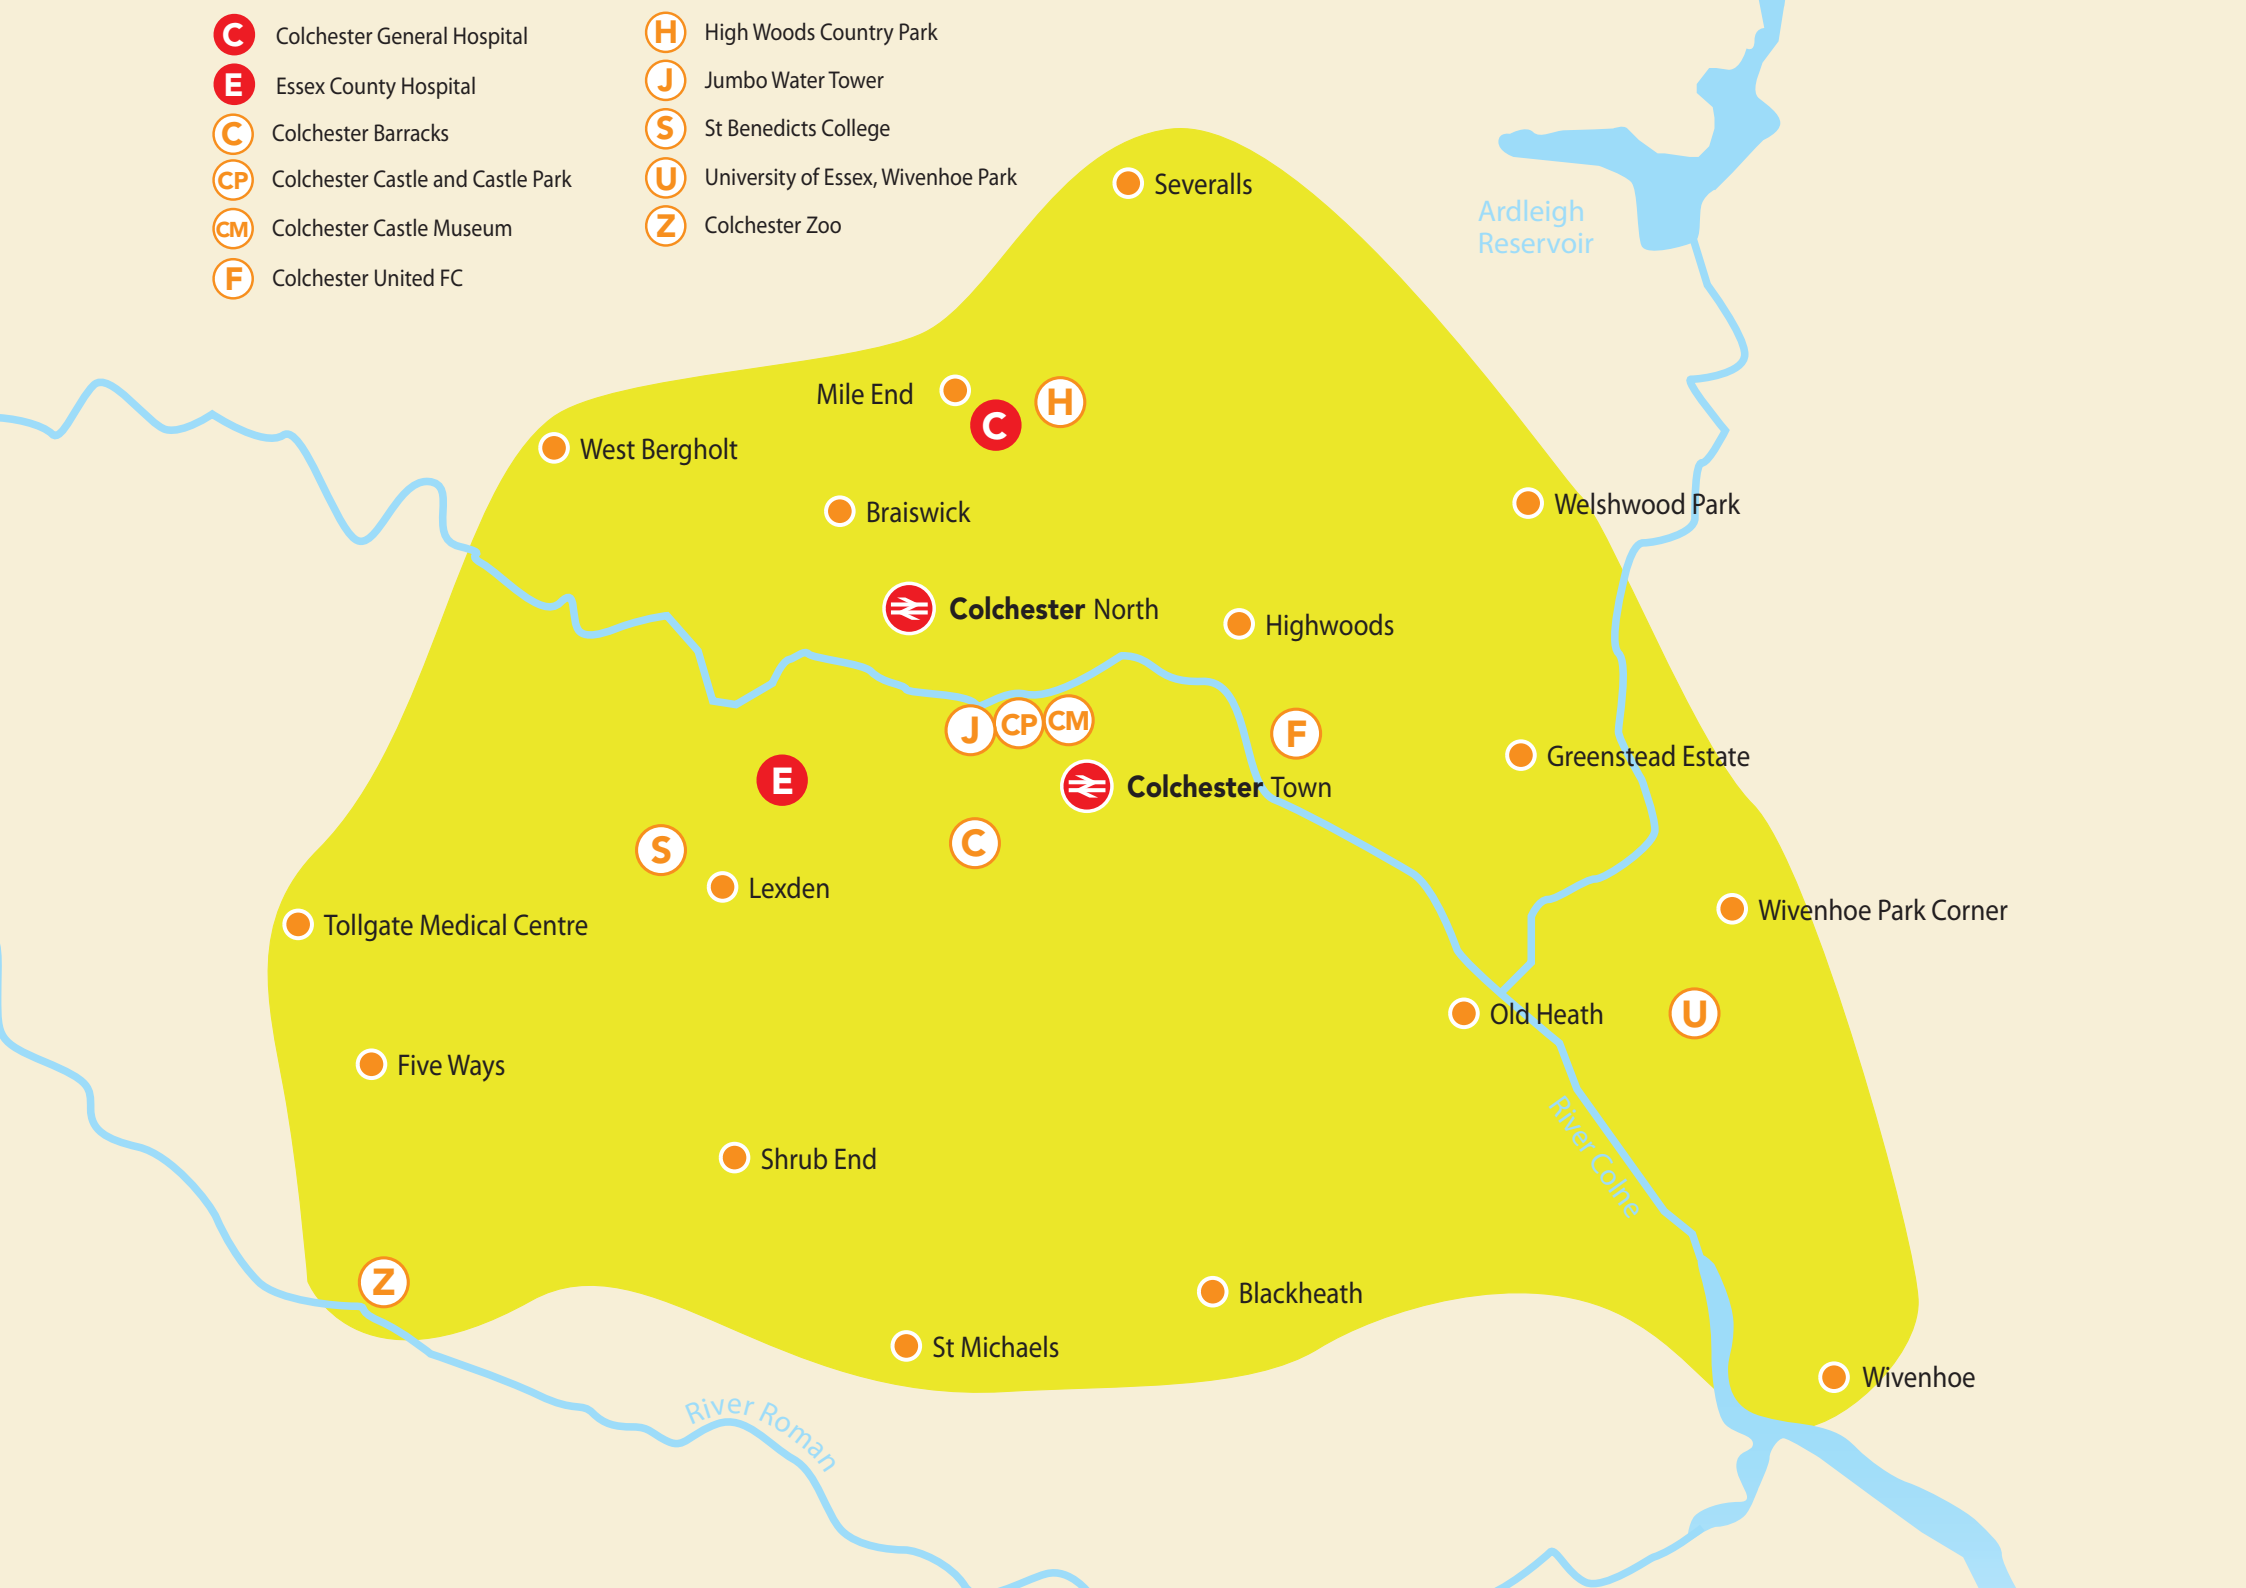 C Colchester General Hospital
E Essex County Hospital
C Colchester Barracks
CP Colchester Castle and Castle Park
CM Colchester Castle Museum
F Colchester United FC
H High Woods Country Park
J Jumbo Water Tower
S St Benedicts College
U University of Essex, Wivenhoe Park
Z Colchester Zoo
Severalls
Ardleigh
Reservoir
Mile End
C
H
West Bergholt
Braiswick
Welshwood Park
Colchester North
Highwoods
J
CP
CM
F
Greenstead Estate
E
Colchester Town
S
C
Lexden
Tollgate Medical Centre
Wivenhoe Park Corner
Old Heath
U
Five Ways
River Colne
Shrub End
Z
Blackheath
St Michaels
Wivenhoe
River Roman